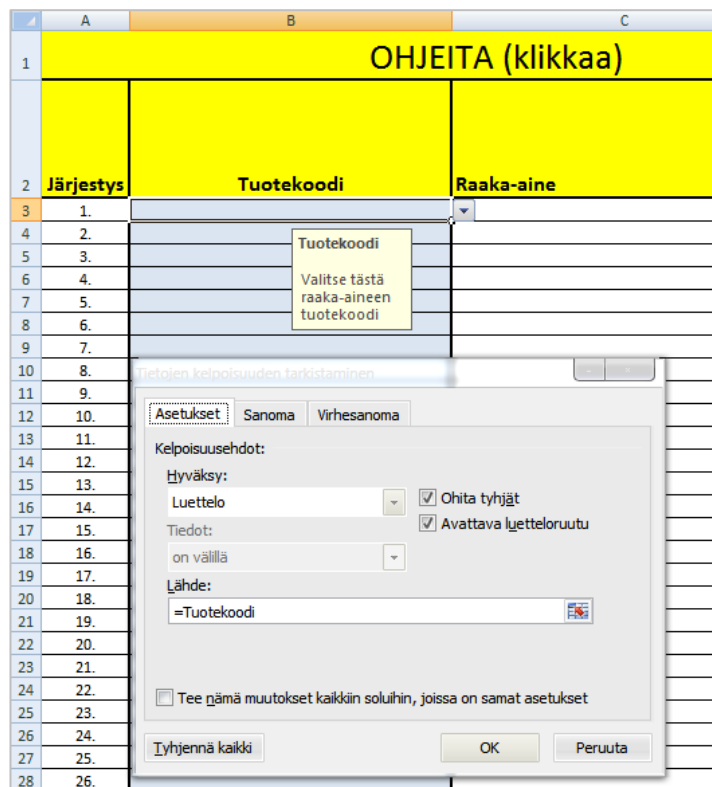 A B C
1 OHJEITA (klikkaa)
2 Järjestys Tuotekoodi Raaka-aine
3 1.
4 2.
Tuotekoodi
5 3.
6 4. Valitse tästä
7 5. raaka-aineen
8 6. tuotekoodi
9 7.
10 8. Tietojen kelpoisuuden tarkistaminen
11 9.
12 10. Asetukset Sanoma Virhesanoma
13 11. Kelpoisuusehdot:
14 12. Hyväksy:
15 13. Luettelo Ohita tyhjät
16 14.
17 15. Tiedot: Avattava luetteloruutu
18 16. on välillä
19 17.
20 18. Lähde:
21 19. =Tuotekoodi
22 20.
23 21.
24 22. Tee nämä muutokset kaikkiin soluihin, joissa on samat asetukset
25 23.
26 24.
27 25. Tyhjennä kaikki OK Peruuta
28 26.